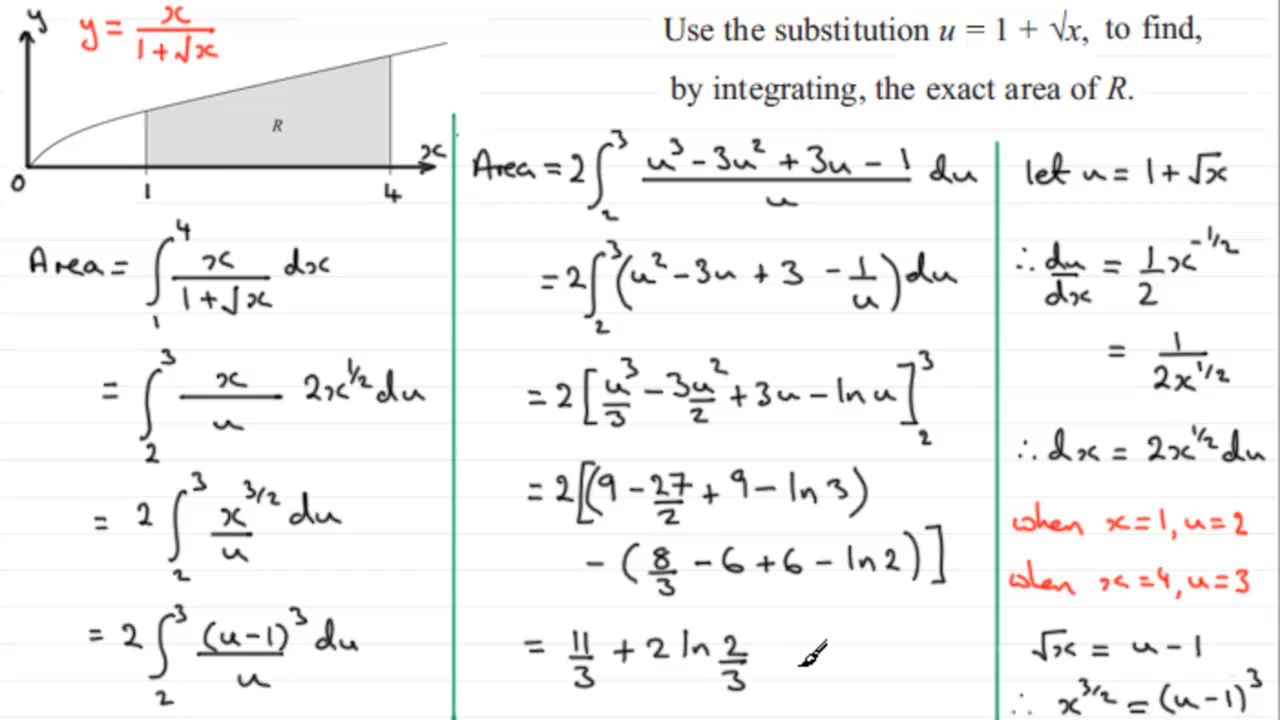 y = x/(1+√x)
y
R
x
0 1 4
Area = ∫₁⁴ x/(1+√x) dx
= ∫₂³ x/u 2x^{1/2} du
= 2 ∫₂³ x^{3/2}/u du
= 2 ∫₂³ (u-1)³/u du
Use the substitution u = 1 + √x, to find,
by integrating, the exact area of R.
Area = 2 ∫₂³ (u³ - 3u² + 3u - 1)/u du
= 2 ∫₂³ (u² - 3u + 3 - 1/u) du
= 2 [u³/3 - 3u²/2 + 3u - ln u]₂³
= 2 [(9 - 27/2 + 9 - ln 3)
- (8/3 - 6 + 6 - ln 2)]
= 11/3 + 2 ln 2/3
let u = 1 + √x
∴ du/dx = 1/2 x^{-1/2}
= 1/(2x^{1/2})
∴ dx = 2x^{1/2} du
when x = 1, u = 2
when x = 4, u = 3
√x = u - 1
∴ x^{3/2} = (u-1)³